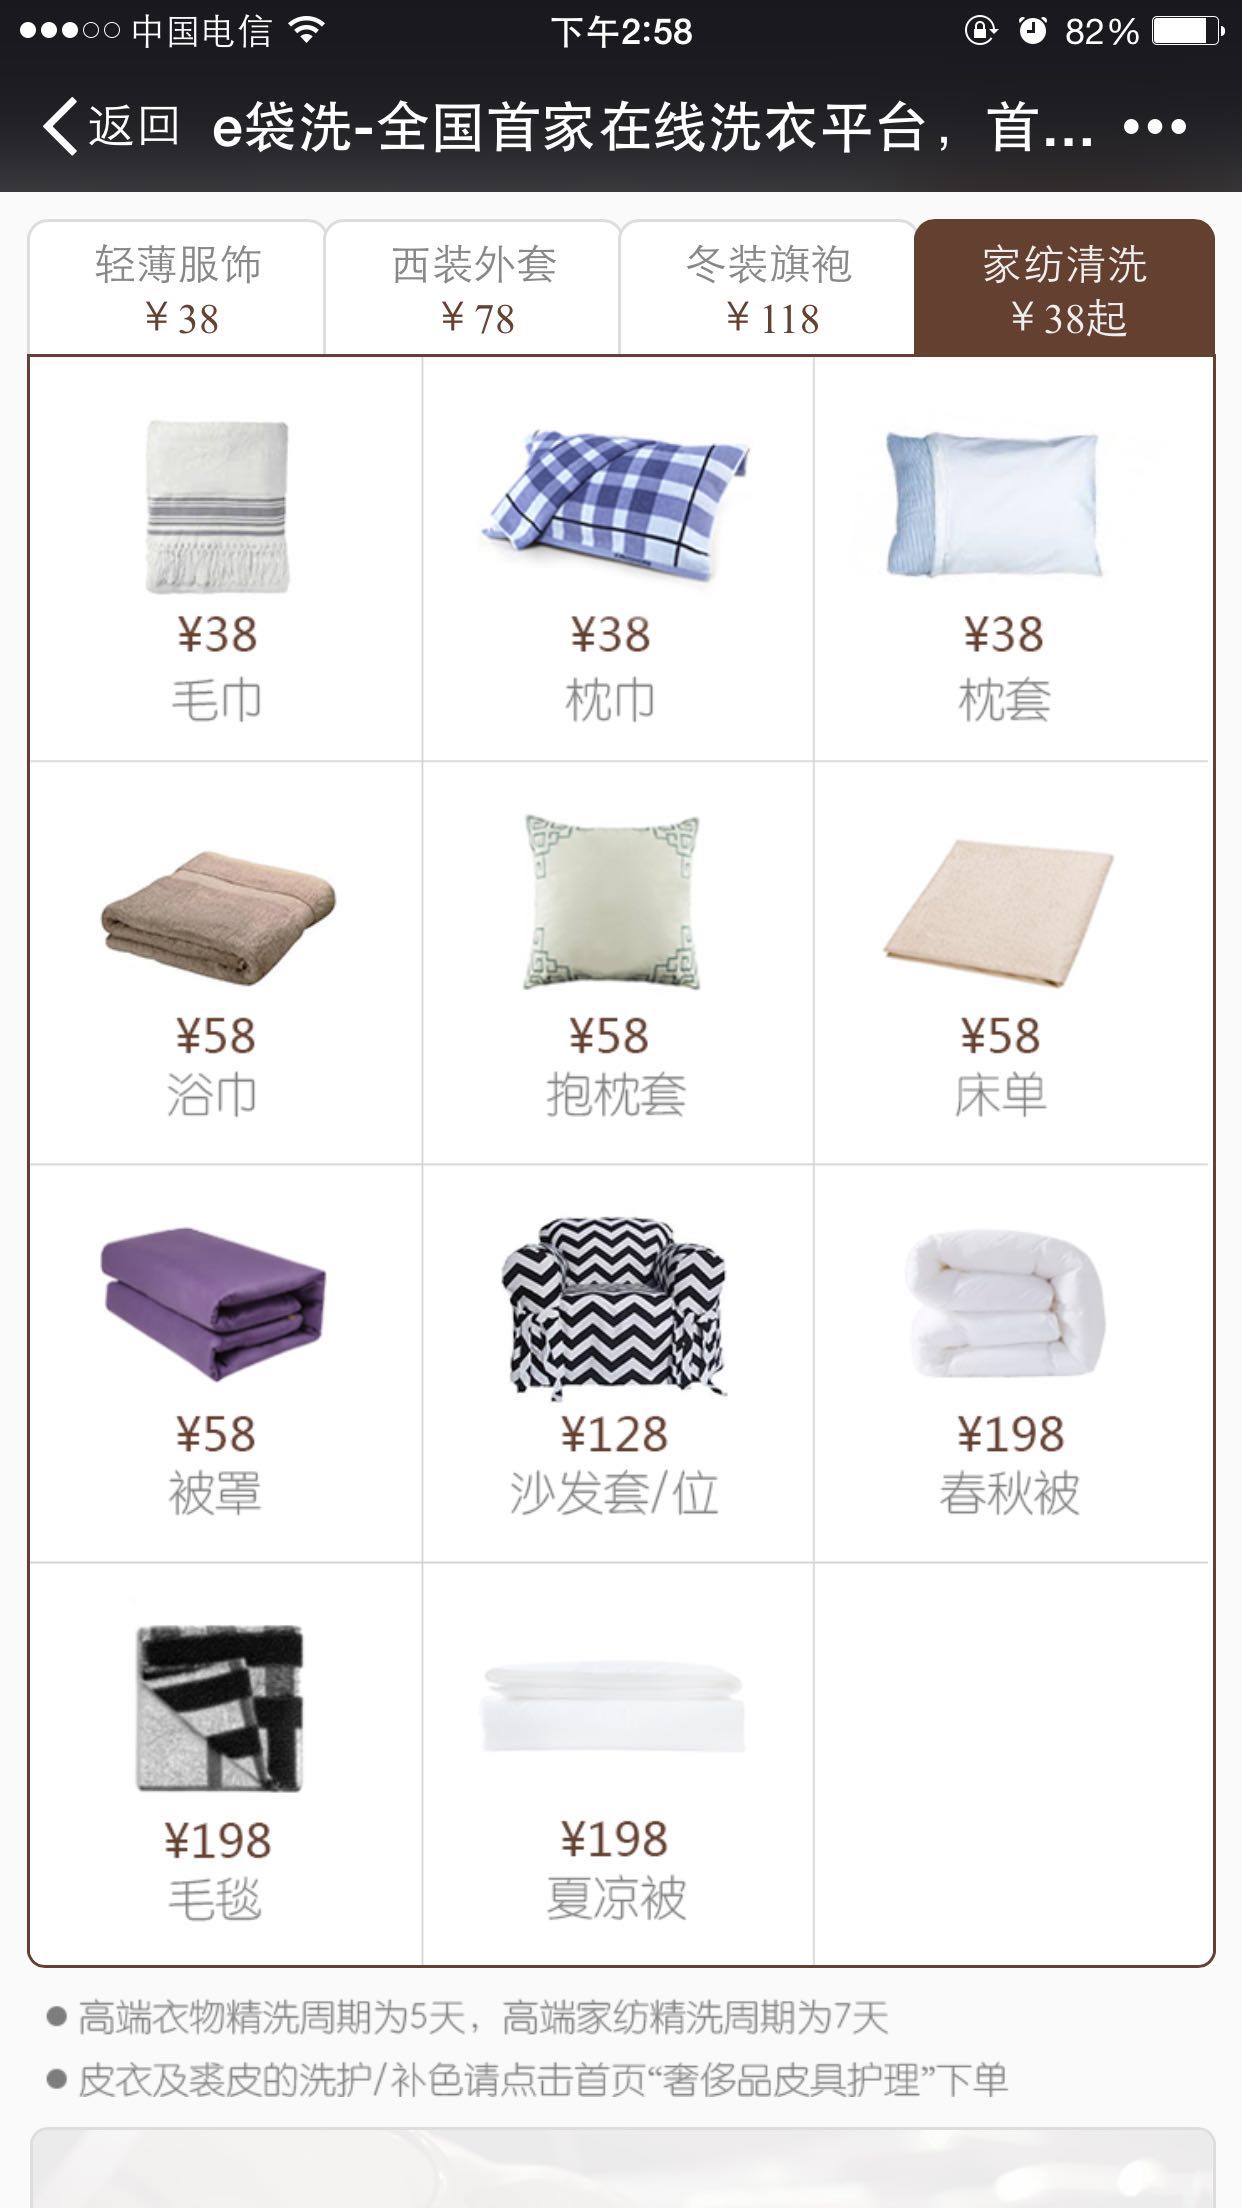 中国电信 下午2:58 82%
返回 e袋洗-全国首家在线洗衣平台，首...
轻薄服饰 西装外套 冬装旗袍 家纺清洗
￥38 ￥78 ￥118 ￥38起
¥38 ¥38 ¥38
毛巾 枕巾 枕套
¥58 ¥58 ¥58
浴巾 抱枕套 床单
¥58 ¥128 ¥198
被罩 沙发套/位 春秋被
¥198 ¥198
毛毯 夏凉被
高端衣物精洗周期为5天，高端家纺精洗周期为7天
皮衣及裘皮的洗护/补色请点击首页“奢侈品皮具护理”下单